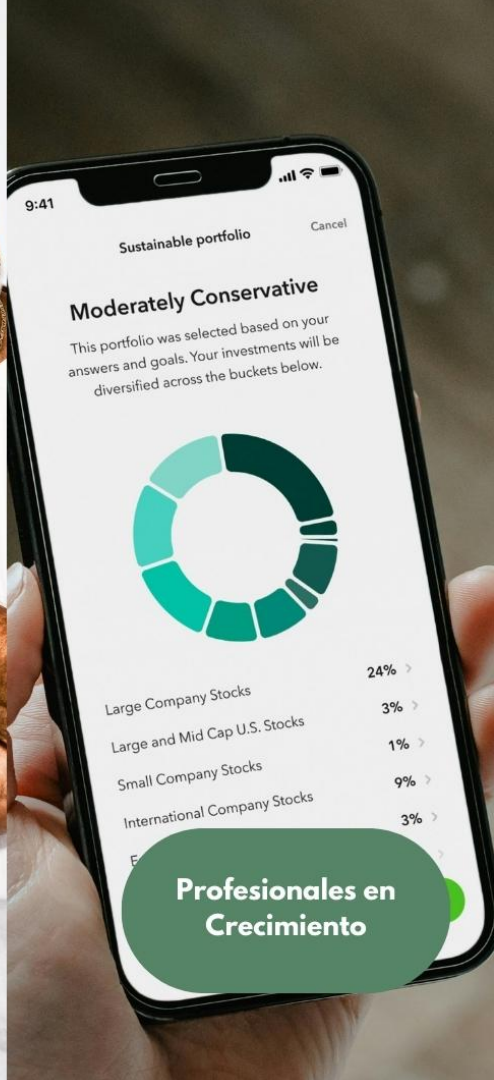 9:41
Sustainable portfolio
Cancel
Moderately Conservative
This portfolio was selected based on your
answers and goals. Your investments will be
diversified across the buckets below.
Large Company Stocks 24%
Large and Mid Cap U.S. Stocks 3%
Small Company Stocks 1%
International Company Stocks 9%
3%
Profesionales en
Crecimiento